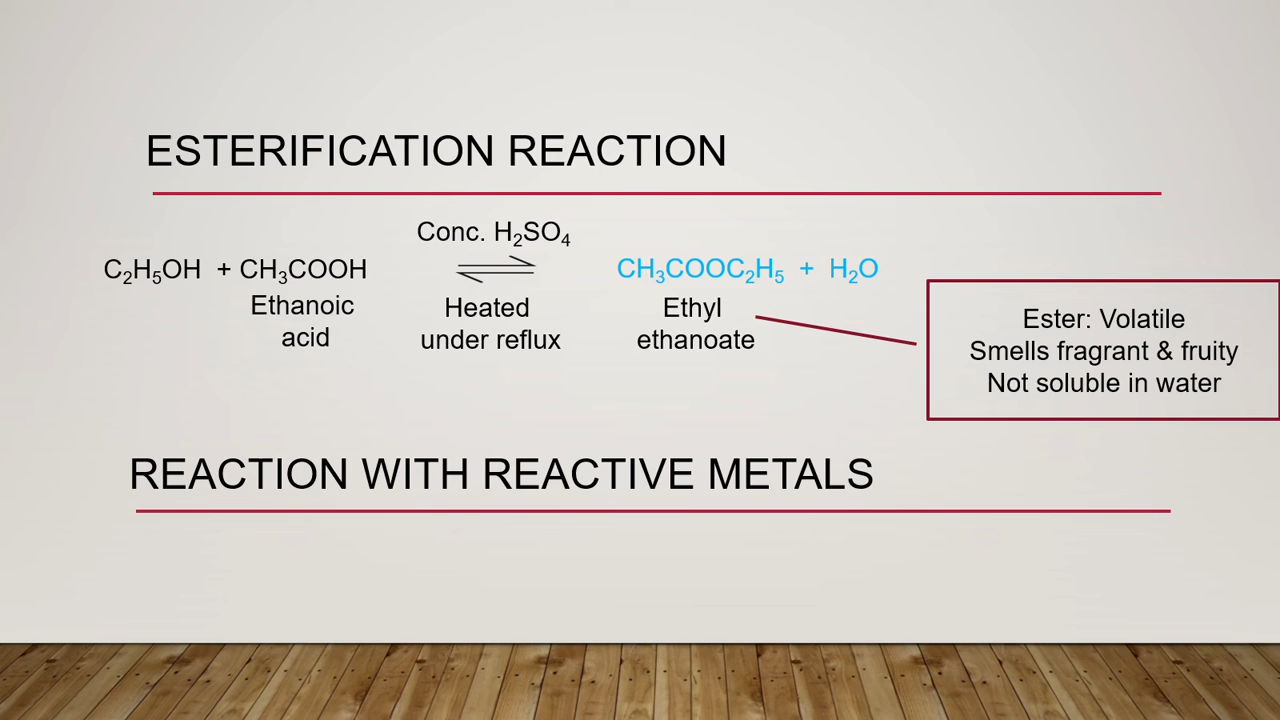 ESTERIFICATION REACTION
Conc. H₂SO₄
C₂H₅OH + CH₃COOH ⇌ CH₃COOC₂H₅ + H₂O
Ethanoic acid
Heated under reflux
Ethyl ethanoate
Ester: Volatile
Smells fragrant & fruity
Not soluble in water
REACTION WITH REACTIVE METALS